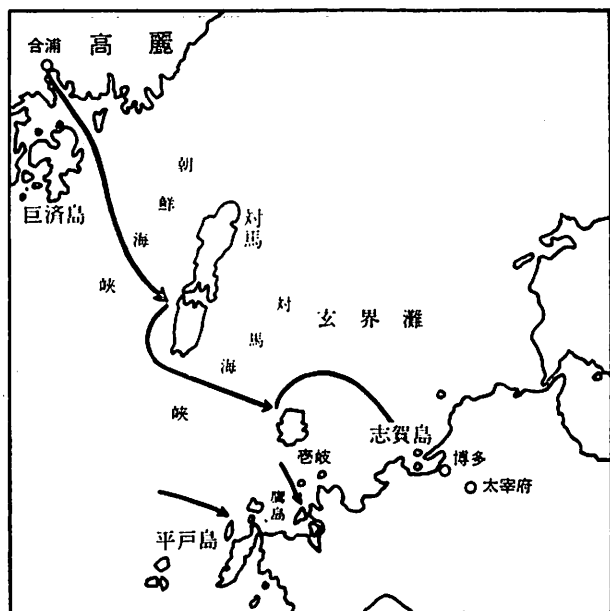 合浦
高麗
巨済島
朝鮮海峡
対馬
対馬海峡
玄界灘
志賀島
博多
太宰府
壱岐
鷹島
平戸島